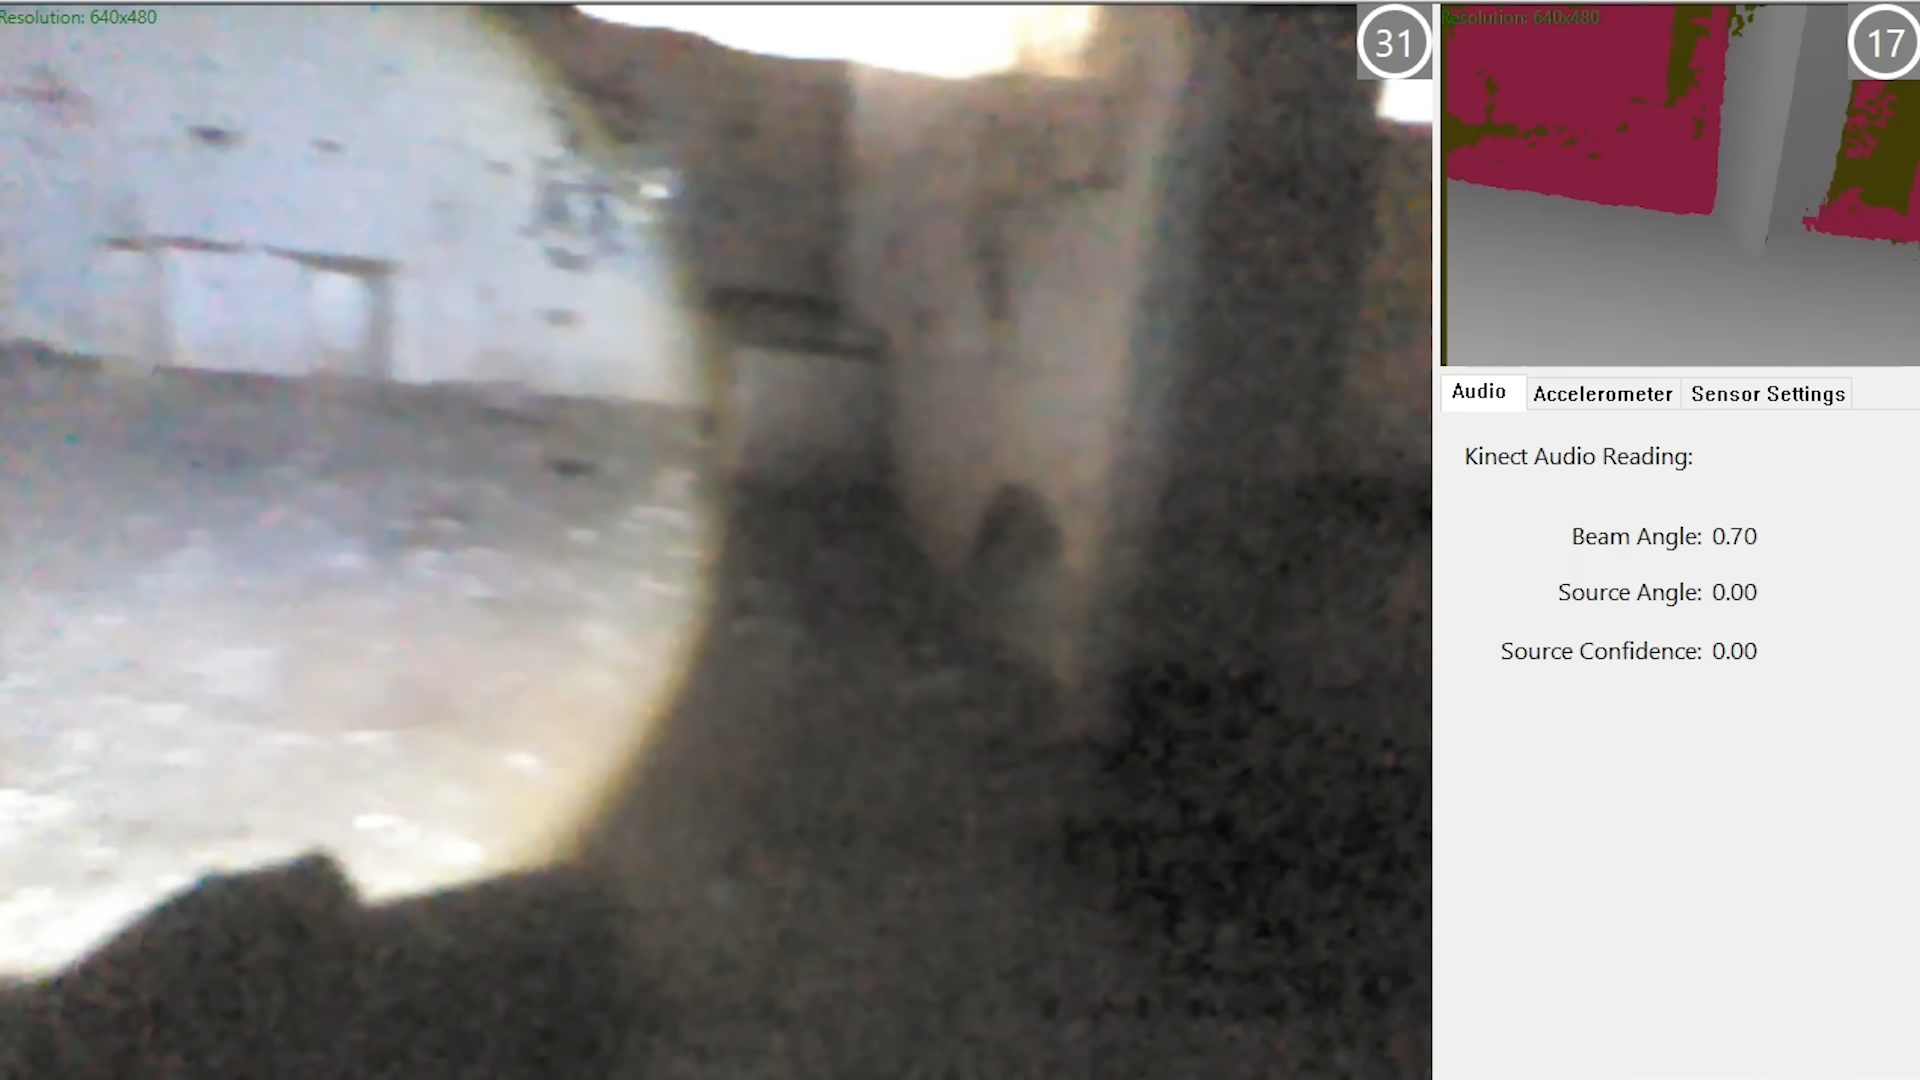 Resolution: 640x480
31
Resolution: 640x480
17
Audio
Accelerometer
Sensor Settings
Kinect Audio Reading:
Beam Angle: 0.70
Source Angle: 0.00
Source Confidence: 0.00